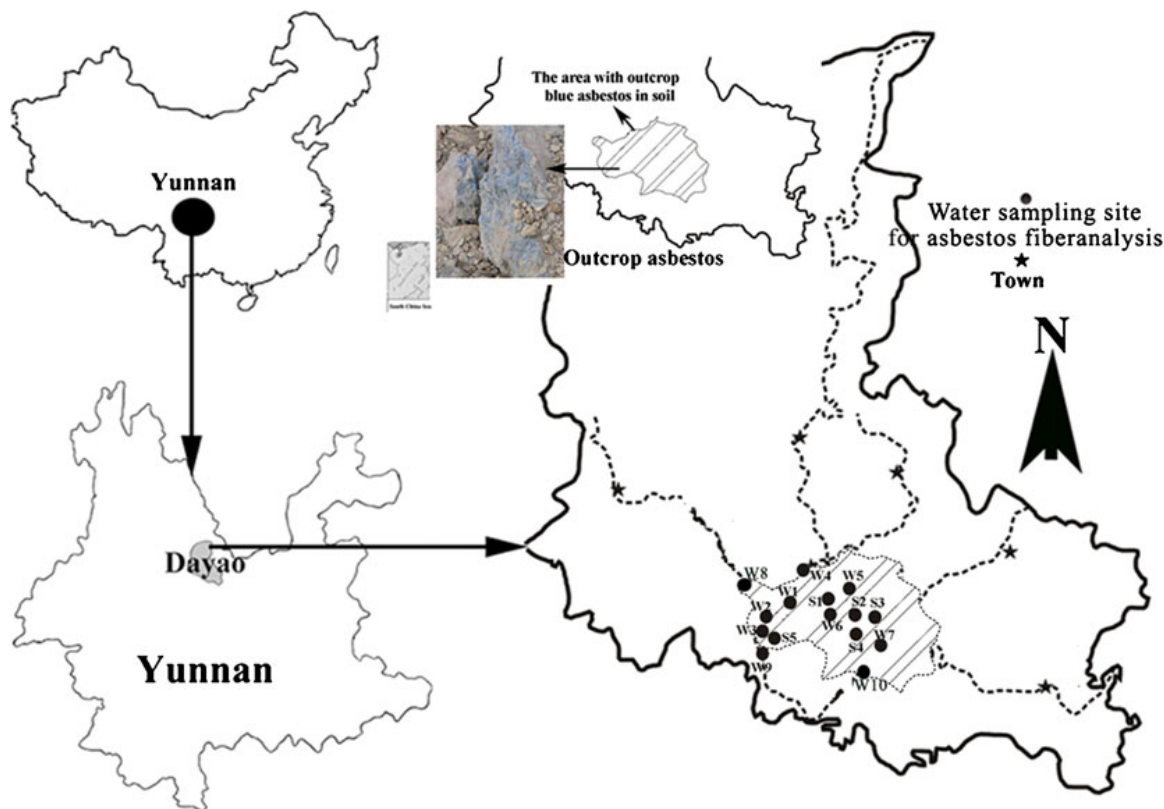 The area with outcrop
blue asbestos in soil
Yunnan
Water sampling site
for asbestos fiberanalysis
Outcrop asbestos
Town
South China Sea
N
Dayao
Yunnan
W8
W4
W5
W1
S1
W2
W6
S2
S3
W3
S5
S4
W7
W9
W10